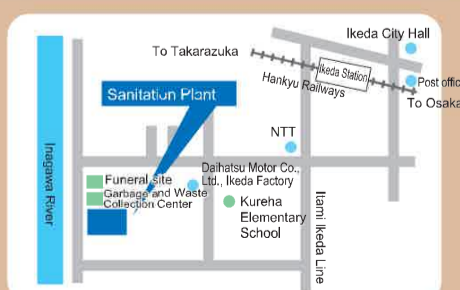 Ikeda City Hall
To Takarazuka
Ikeda Station
Hankyu Railways
Post offic
To Osaka
Sanitation Plant
NTT
Inagawa River
Funeral site
Garbage and Waste
Collection Center
Daihatsu Motor Co.,
Ltd., Ikeda Factory
Kureha
Elementary
School
Itami Ikeda Line